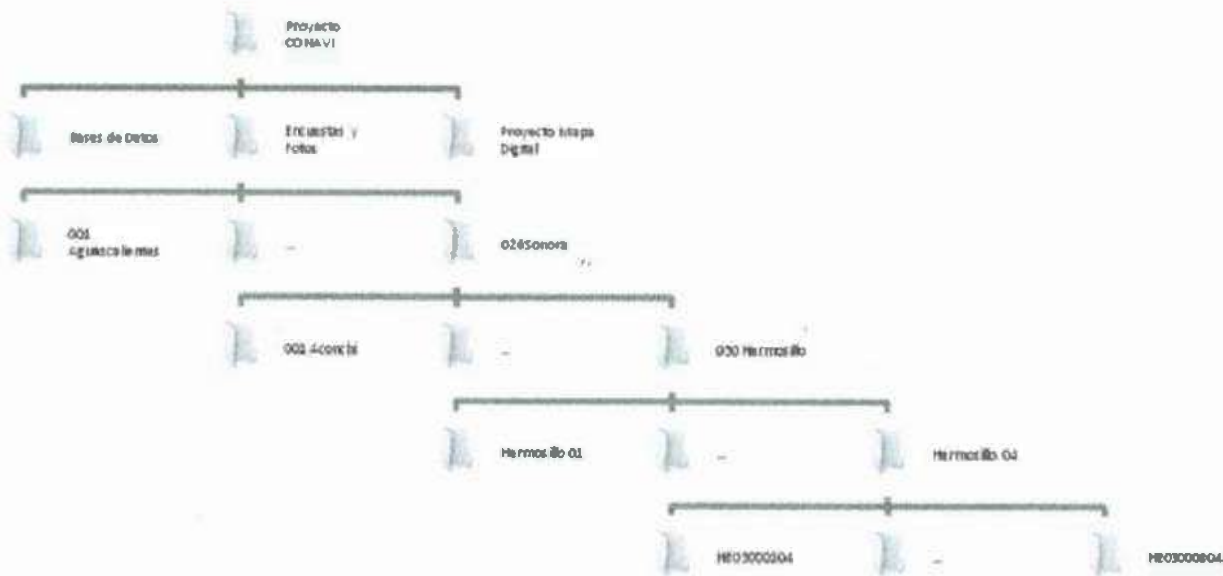 Proyecto
CONAVI
Bases de Datos
Encuestas y
Fotos
Proyecto Mapa
Digital
001
Aguascalientes
...
026Sonora
001 Aconchi
...
030 Hermosillo
Hermosillo 01
...
Hermosillo 04
...